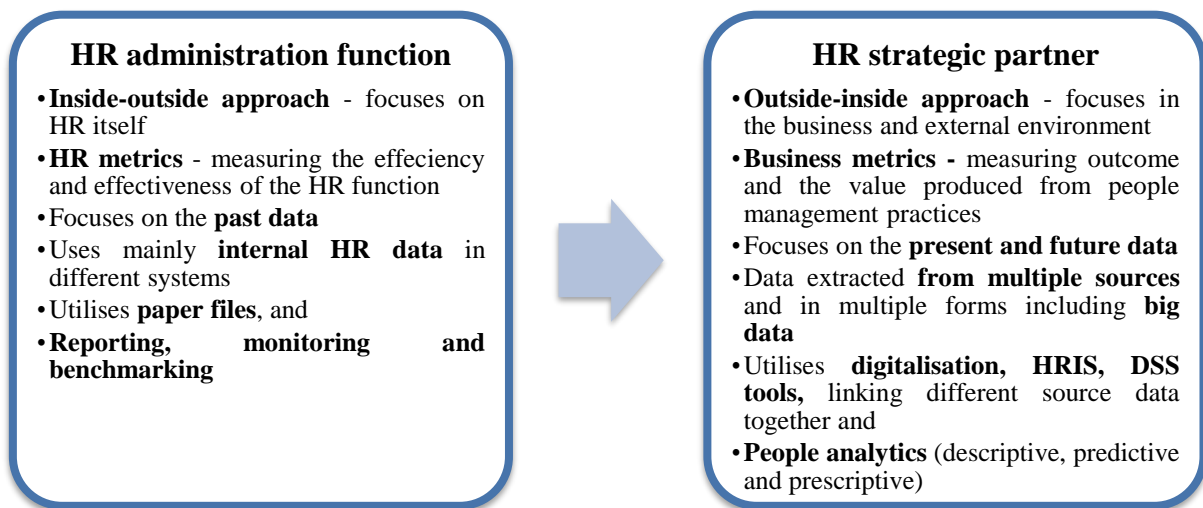 HR administration function
•Inside-outside approach - focuses on
HR itself
•HR metrics - measuring the effeciency
and effectiveness of the HR function
•Focuses on the past data
•Uses mainly internal HR data in
different systems
•Utilises paper files, and
•Reporting, monitoring and
benchmarking
HR strategic partner
•Outside-inside approach - focuses in
the business and external environment
•Business metrics - measuring outcome
and the value produced from people
management practices
•Focuses on the present and future data
•Data extracted from multiple sources
and in multiple forms including big
data
•Utilises digitalisation, HRIS, DSS
tools, linking different source data
together and
•People analytics (descriptive, predictive
and prescriptive)